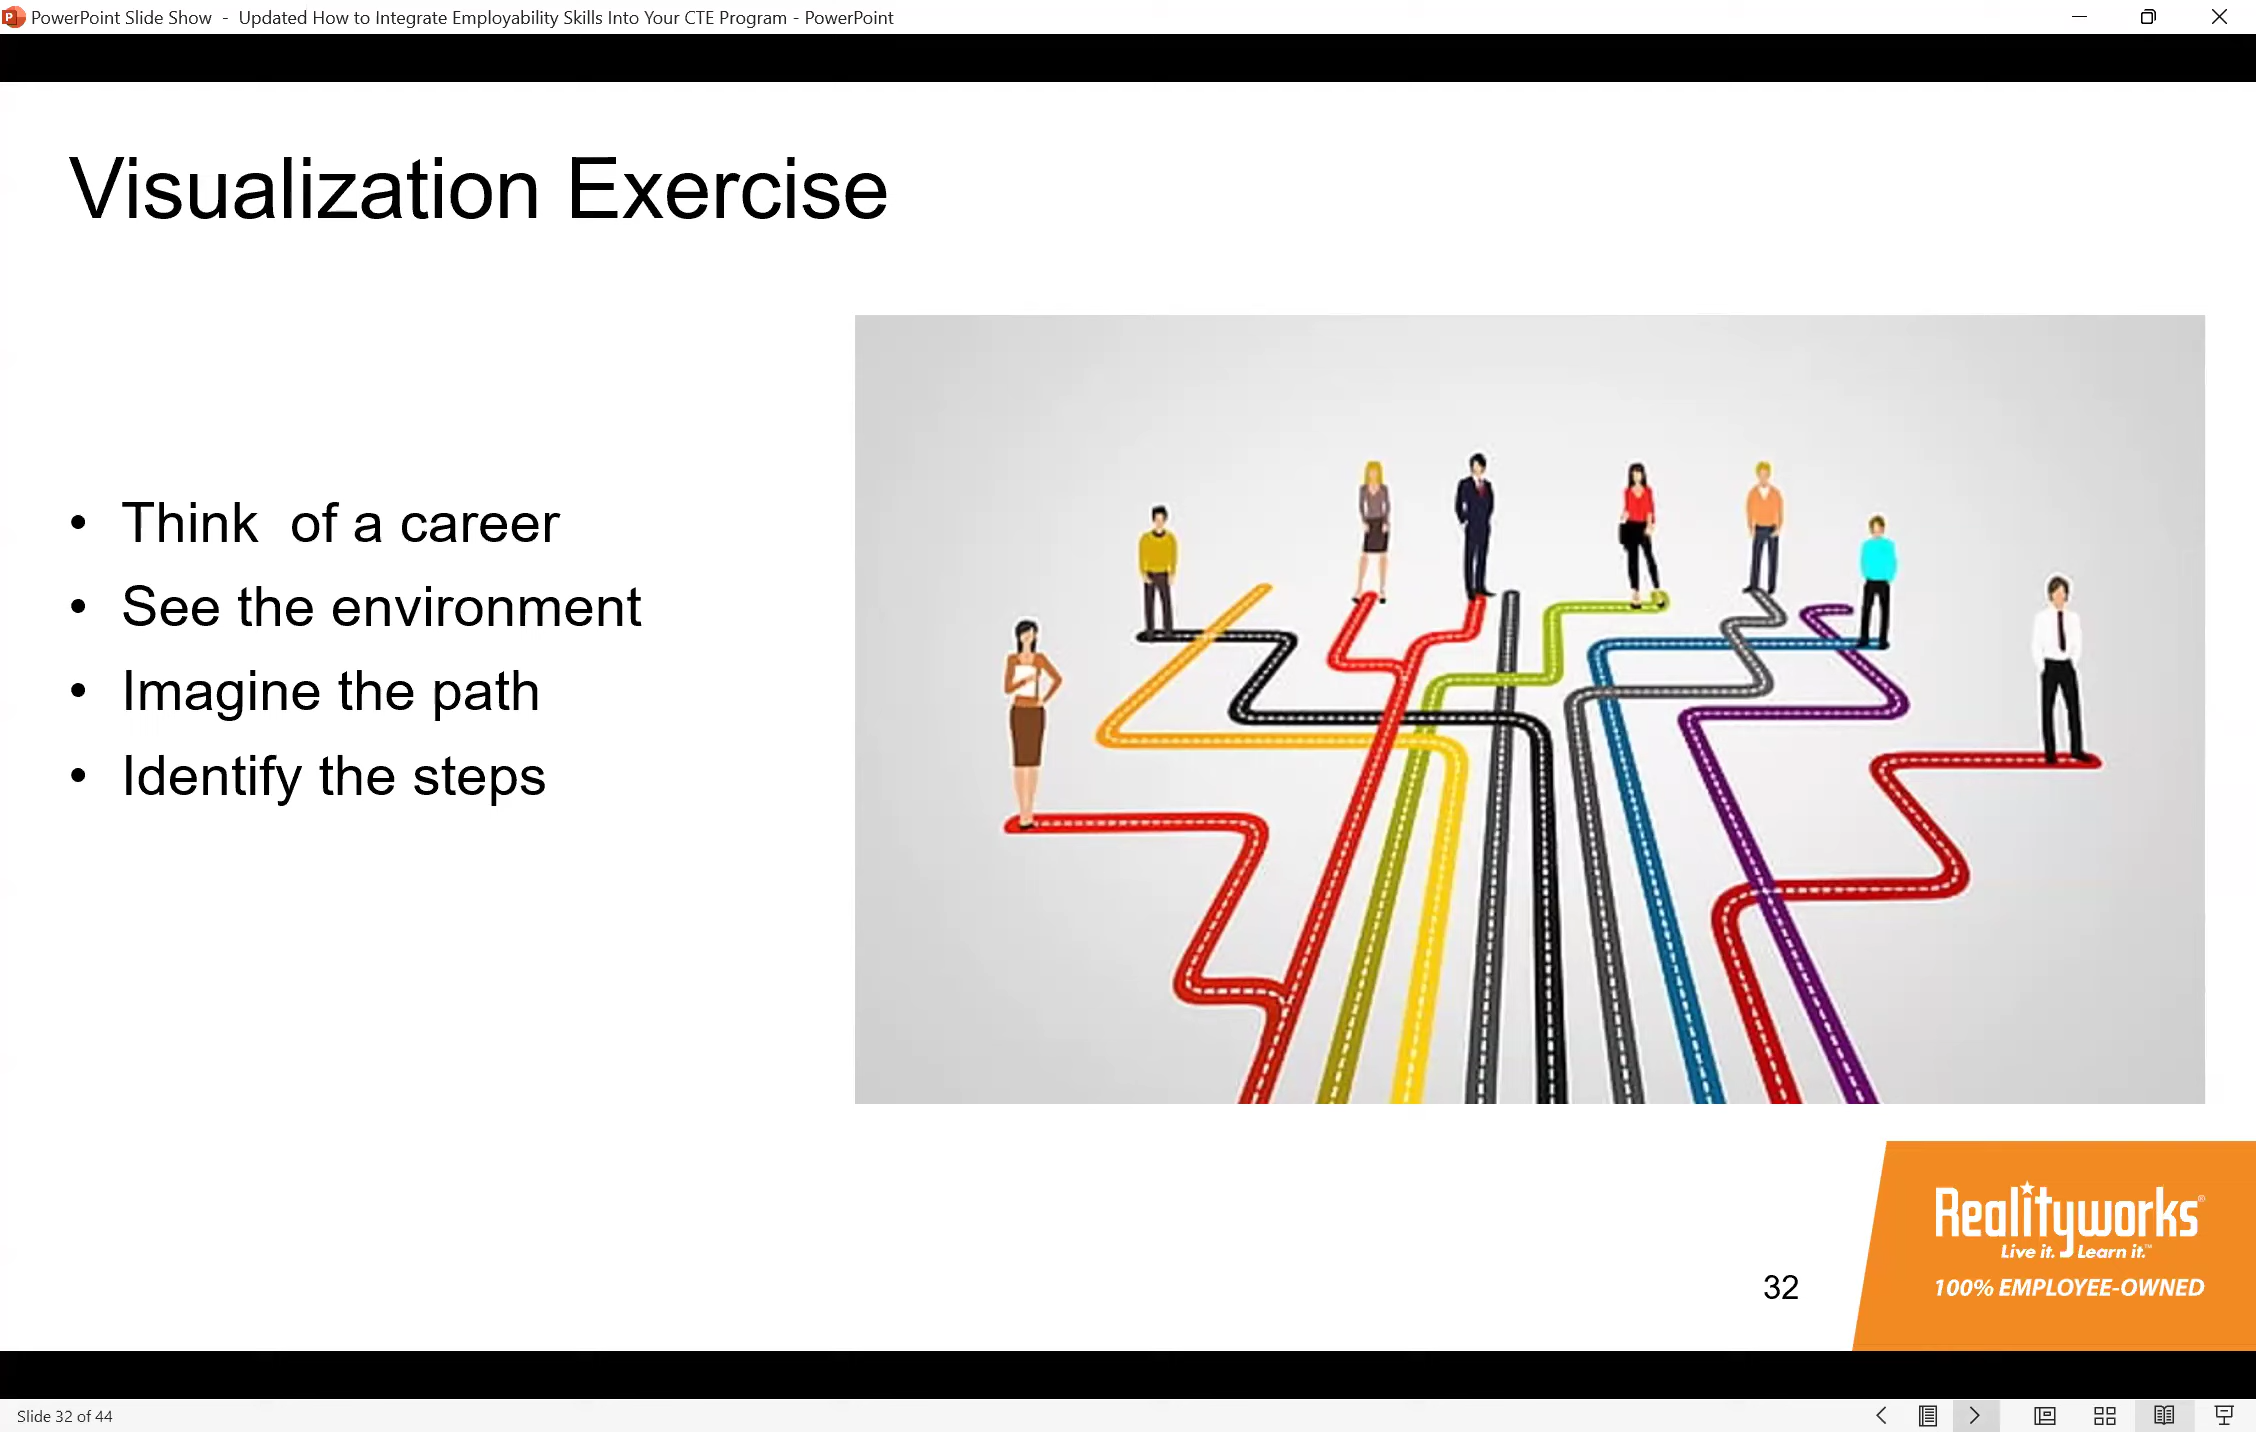 PowerPoint Slide Show - Updated How to Integrate Employability Skills Into Your CTE Program - PowerPoint
Visualization Exercise
• Think  of a career
• See the environment
• Imagine the path
• Identify the steps
Realityworks®
Live it. Learn it.™
100% EMPLOYEE-OWNED
32
Slide 32 of 44